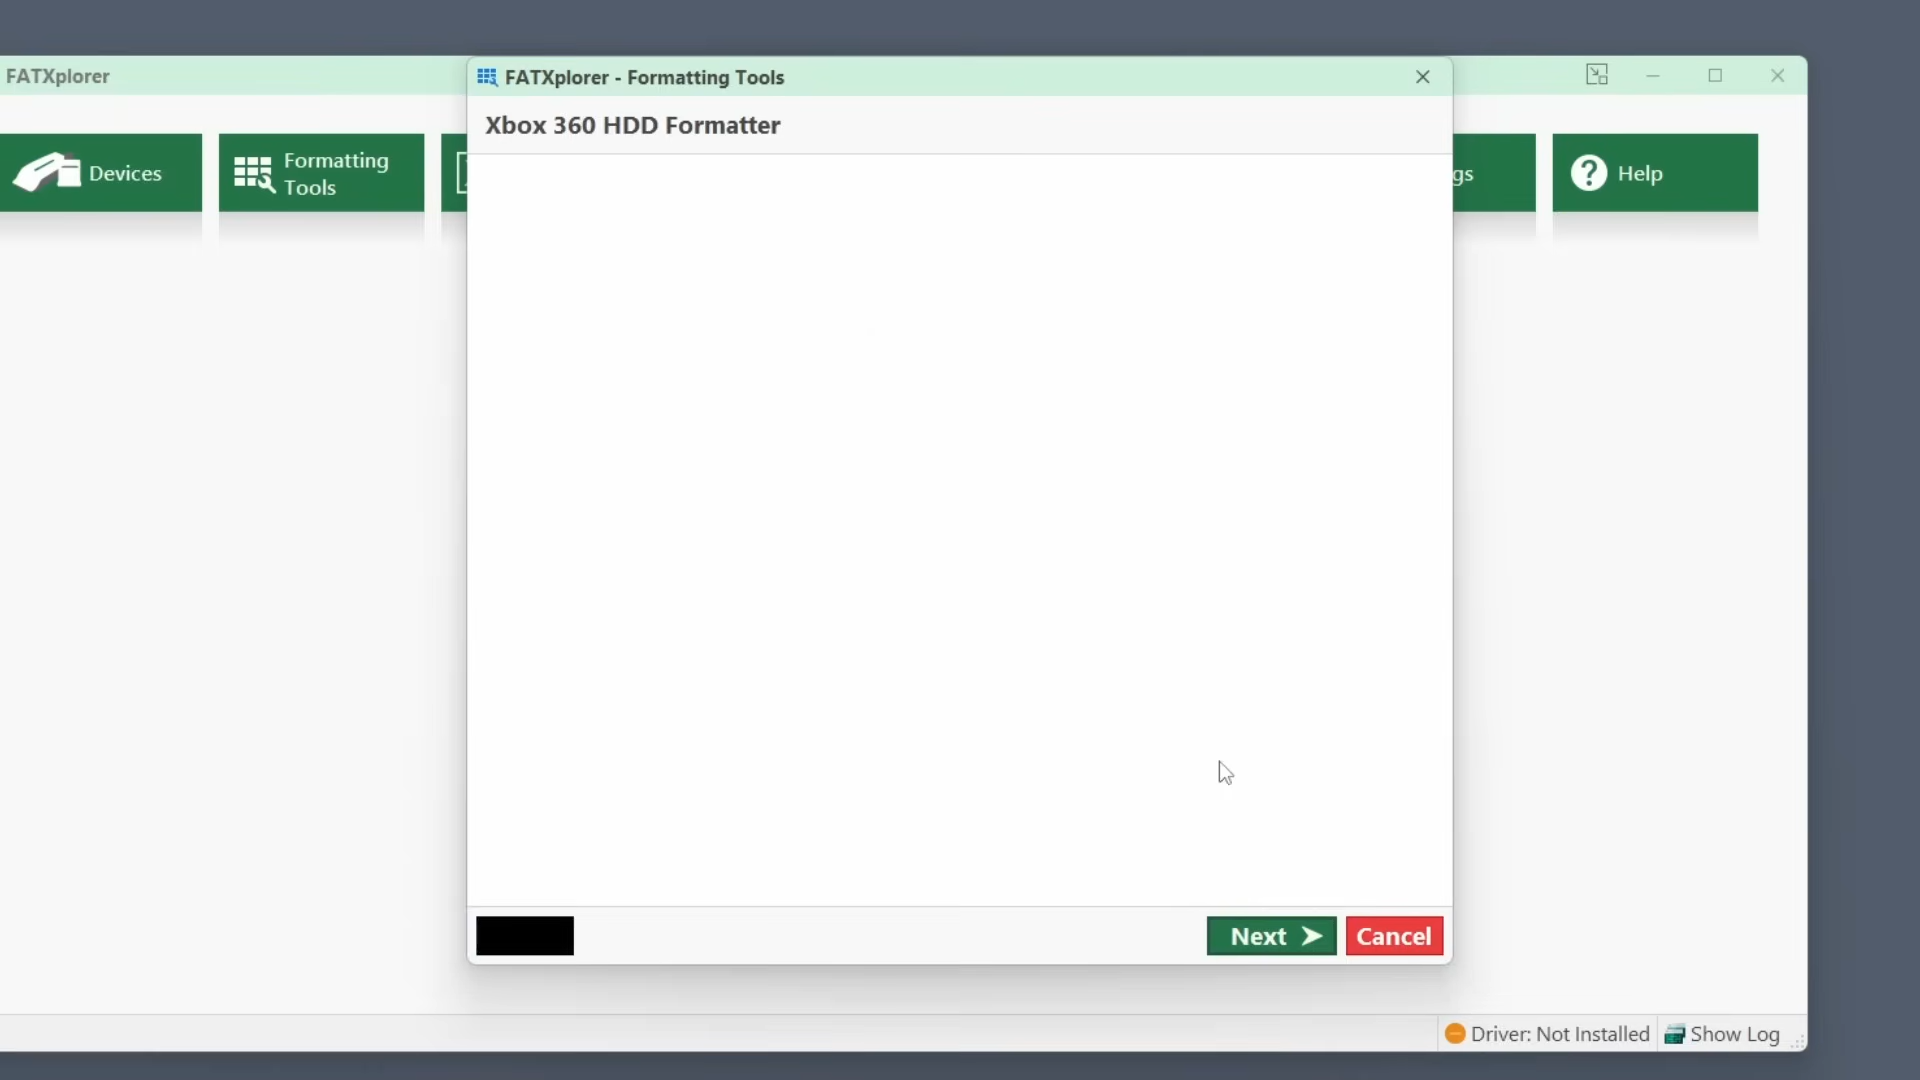 FATXplorer
FATXplorer - Formatting Tools
Xbox 360 HDD Formatter
Devices
Formatting
Tools
gs
Help
Next
Cancel
Driver: Not Installed
Show Log